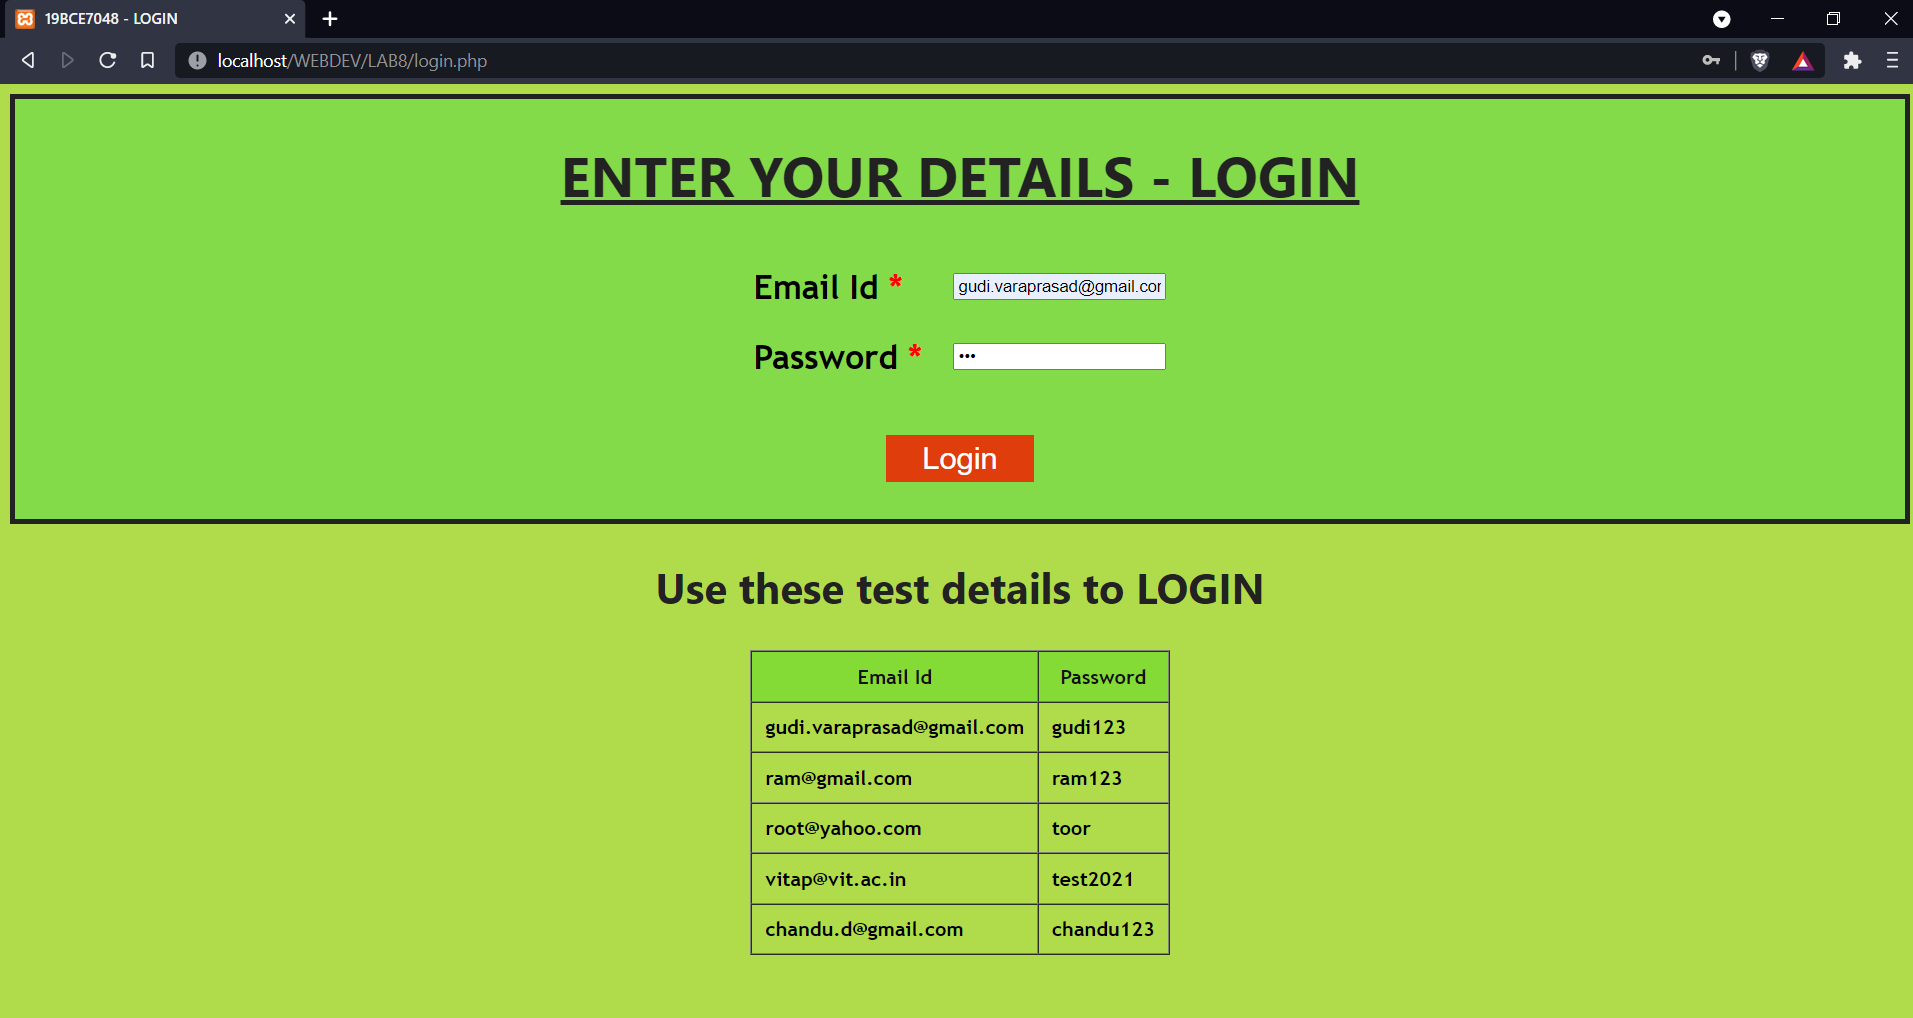 19BCE7048 - LOGIN
localhost/WEBDEV/LAB8/login.php
ENTER YOUR DETAILS - LOGIN
Email Id * gudi.varaprasad@gmail.cor
Password * •••
Login
Use these test details to LOGIN
Email Id Password
gudi.varaprasad@gmail.com gudi123
ram@gmail.com ram123
root@yahoo.com toor
vitap@vit.ac.in test2021
chandu.d@gmail.com chandu123